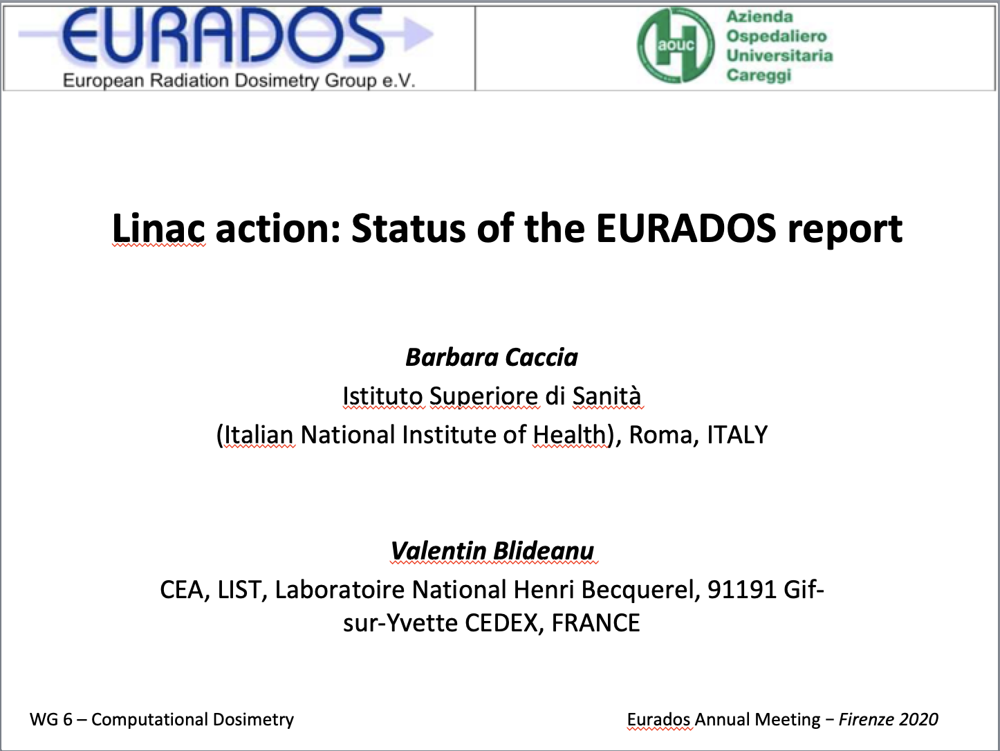 EURADOS
European Radiation Dosimetry Group e.V.
aouc
Azienda
Ospedaliero
Universitaria
Careggi
Linac action: Status of the EURADOS report
Barbara Caccia
Istituto Superiore di Sanità
(Italian National Institute of Health), Roma, ITALY
Valentin Blideanu
CEA, LIST, Laboratoire National Henri Becquerel, 91191 Gif-
sur-Yvette CEDEX, FRANCE
WG 6 – Computational Dosimetry
Eurados Annual Meeting – Firenze 2020